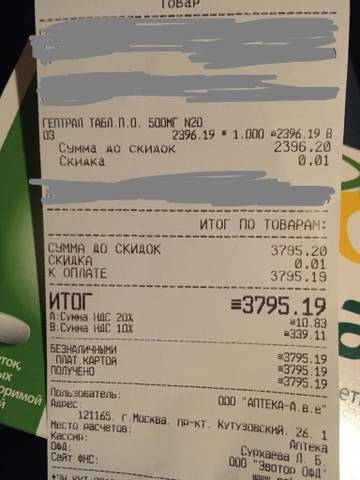 ТОВАР
ГЕПТРАЛ ТАБЛ.П.О. 500МГ N20
03 2396.19 * 1.000 =2396.19 В
СУММА ДО СКИДОК 2396.20
СКИДКА 0.01
ИТОГ ПО ТОВАРАМ:
СУММА ДО СКИДОК 3795.20
СКИДКА 0.01
К ОПЛАТЕ 3795.19
ИТОГ =3795.19
А:Сумма НДС 20% =10.83
В:Сумма НДС 10% =339.11
БЕЗНАЛИЧНЫМИ =3795.19
ПЛАТ.КАРТОЙ =3795.19
ПОЛУЧЕНО =3795.19
Пользователь: ООО "АПТЕКА-А.в.е"
Адрес:
121165, г.Москва, пр-кт. Кутузовский, 26, 1
Место расчетов: Аптека
Кассир: Сурхаева Л. Б.
ОФД: ООО "Эвотор ОФД"
Сайт ФНС:
ток,
ых
оримой
й